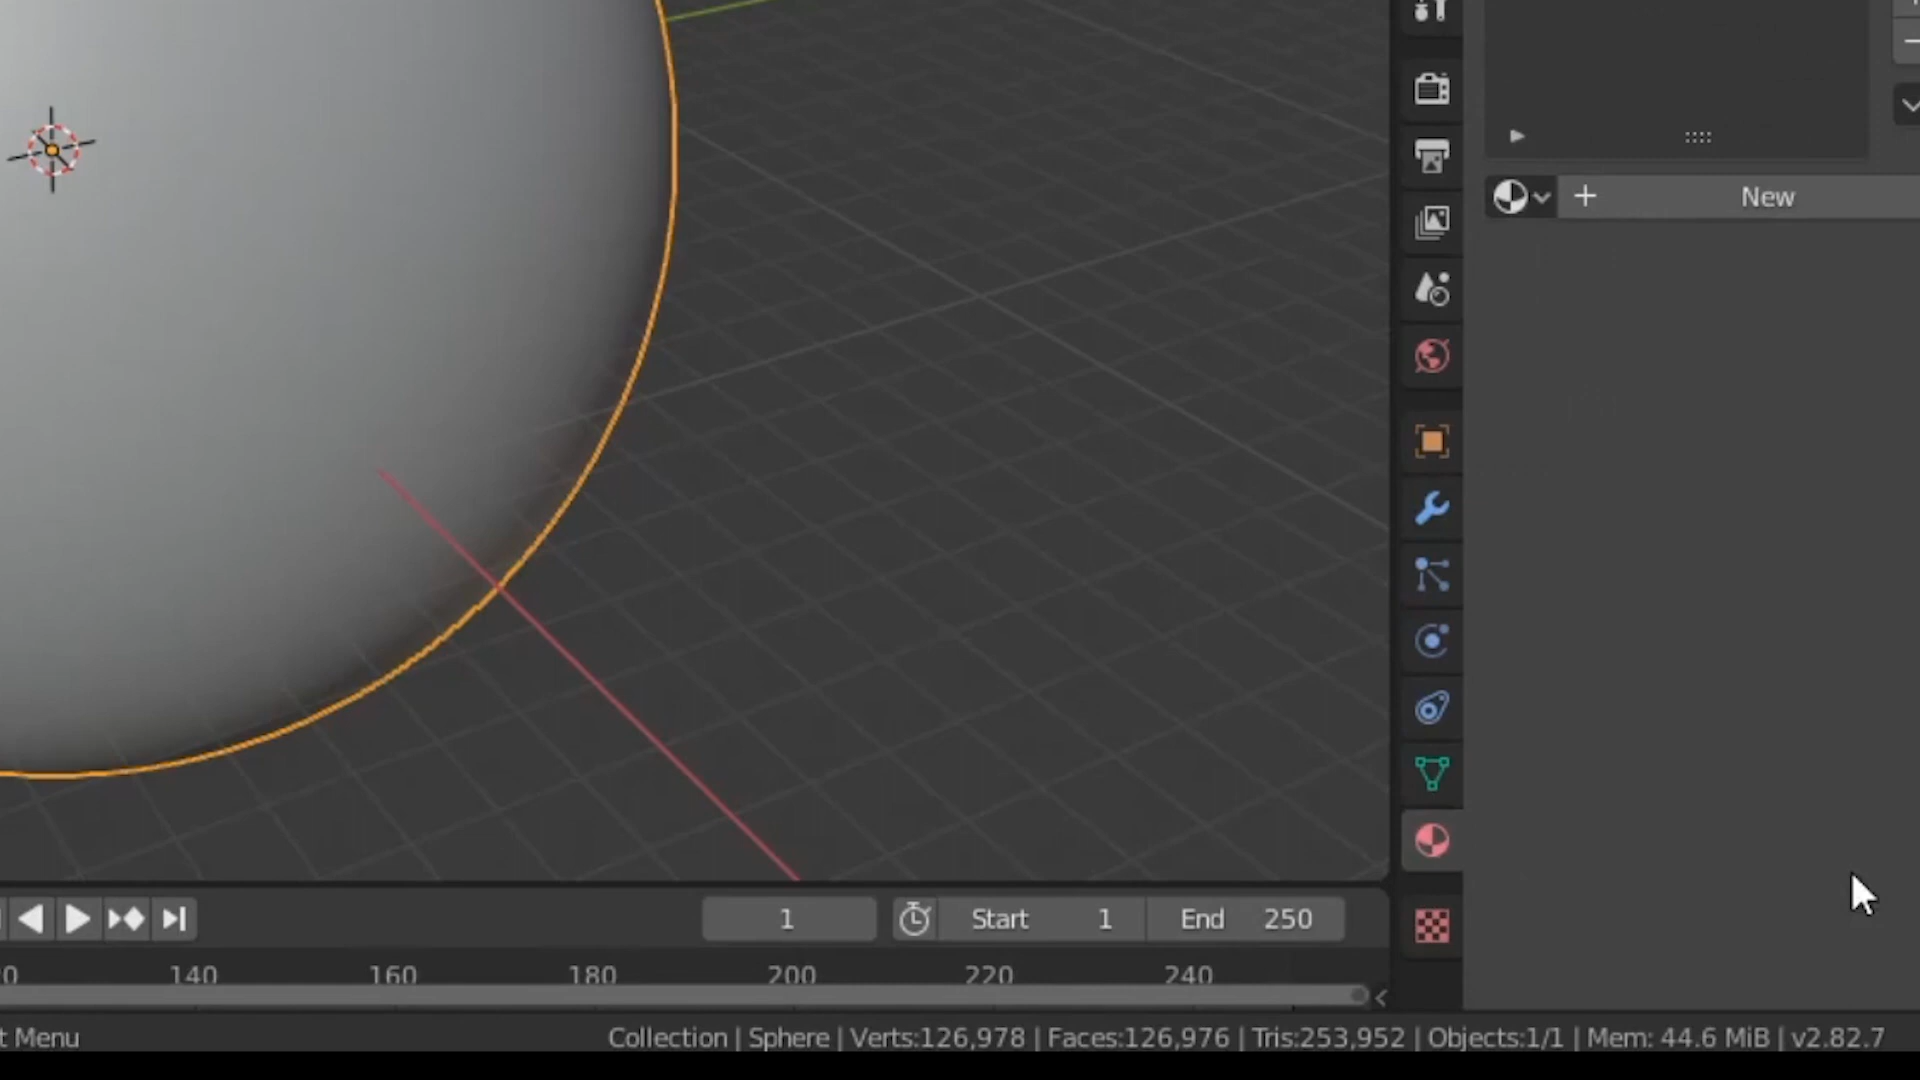 New
1
Start 1
End 250
140 160 180 200 220 240
t Menu
Collection | Sphere | Verts:126,978 | Faces:126,976 | Tris:253,952 | Objects:1/1 | Mem: 44.6 MiB | v2.82.7